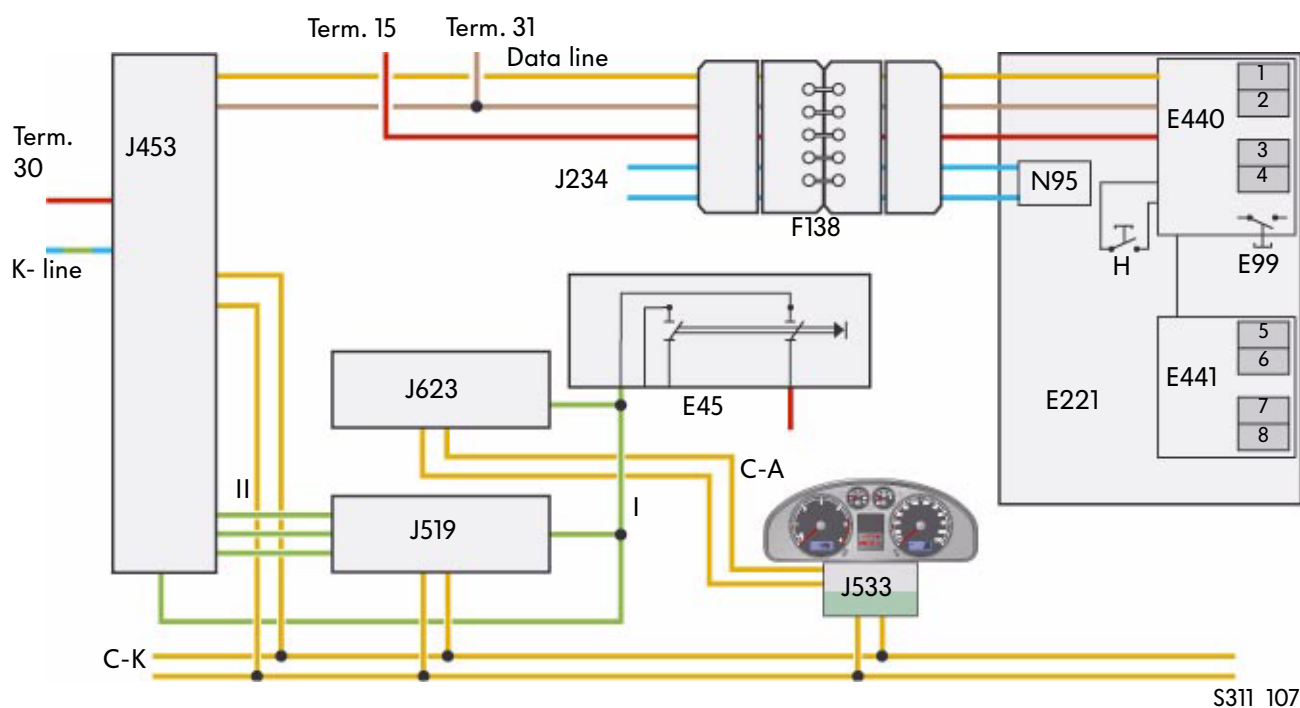 Term. 15
Term. 31
Data line
J453
Term.
30
K- line
J234
F138
N95
E440
1
2
3
4
H
E99
E441
5
6
7
8
E221
E45
J623
C-A
II
I
J519
J533
C-K
S311_107